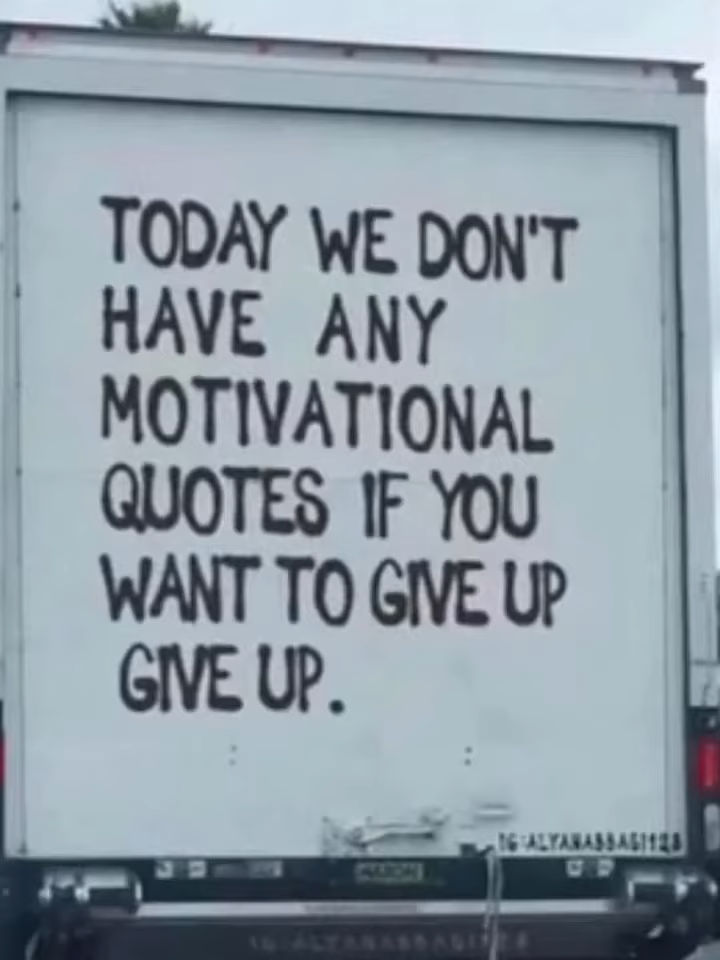 TODAY WE DON'T
HAVE ANY
MOTIVATIONAL
QUOTES IF YOU
WANT TO GIVE UP
GIVE UP.